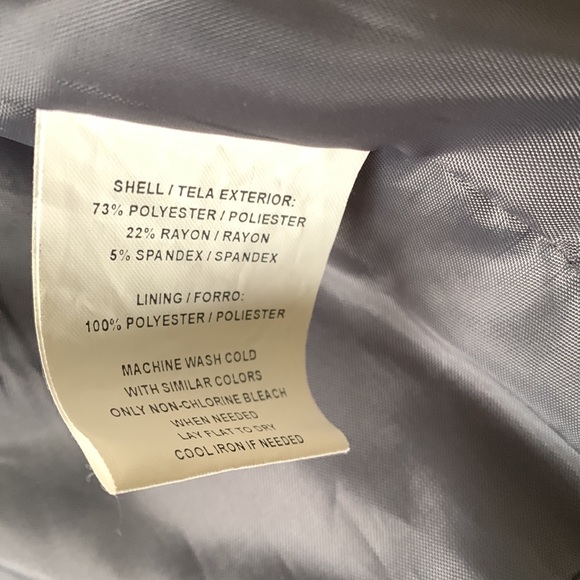 SHELL / TELA EXTERIOR:
73% POLYESTER / POLIESTER
22% RAYON / RAYON
5% SPANDEX / SPANDEX
LINING / FORRO:
100% POLYESTER / POLIESTER
MACHINE WASH COLD
WITH SIMILAR COLORS
ONLY NON-CHLORINE BLEACH
WHEN NEEDED
LAY FLAT TO DRY
COOL IRON IF NEEDED